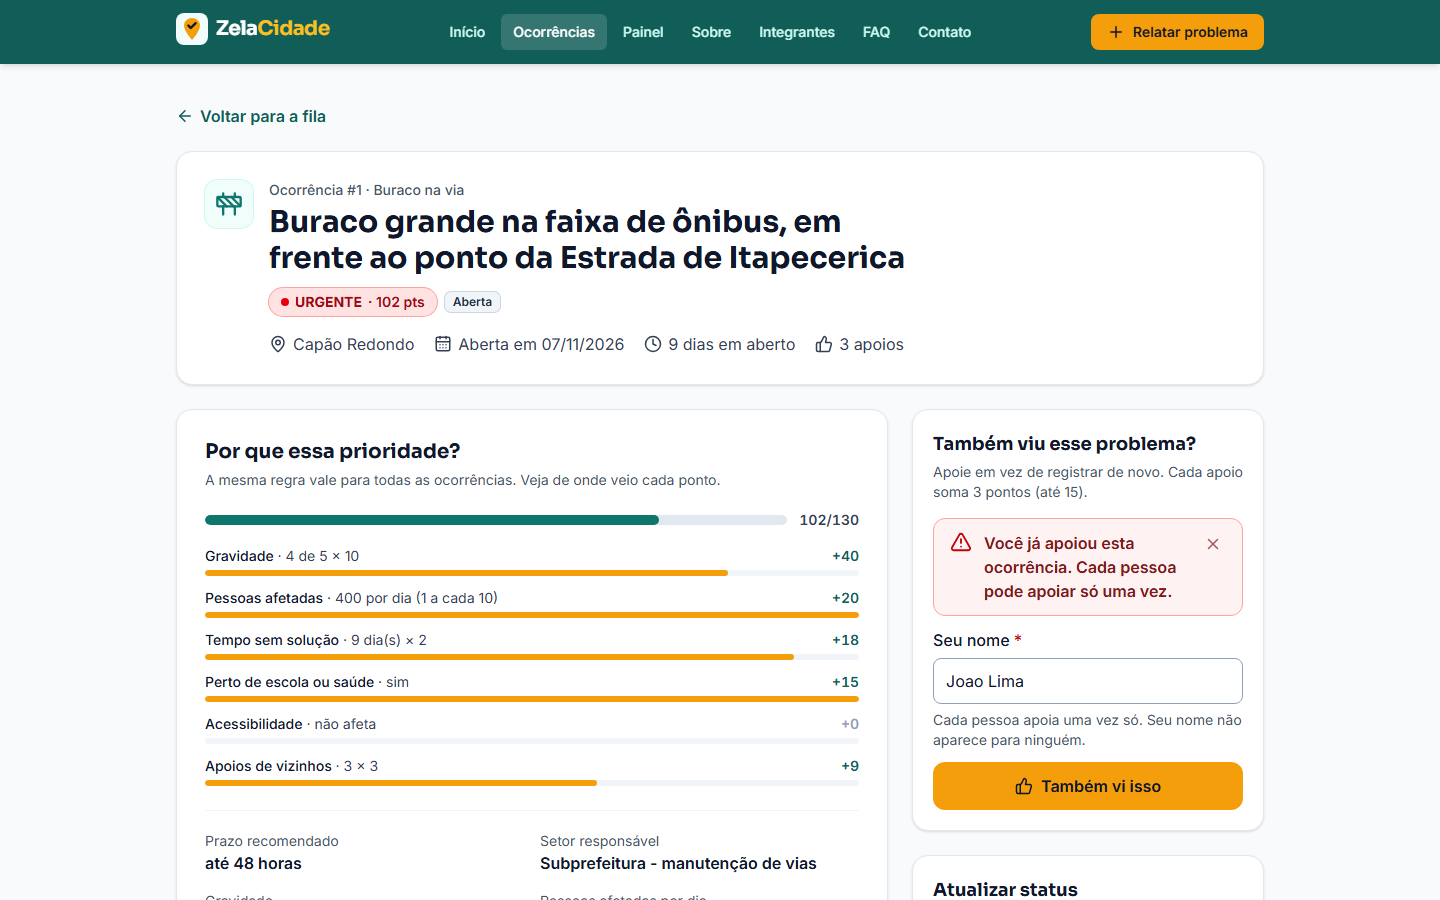 ZelaCidade
Início
Ocorrências
Painel
Sobre
Integrantes
FAQ
Contato
Relatar problema
Voltar para a fila
Ocorrência #1 · Buraco na via
Buraco grande na faixa de ônibus, em
frente ao ponto da Estrada de Itapecerica
URGENTE · 102 pts
Aberta
Capão Redondo
Aberta em 07/11/2026
9 dias em aberto
3 apoios
Por que essa prioridade?
A mesma regra vale para todas as ocorrências. Veja de onde veio cada ponto.
102/130
Gravidade · 4 de 5 × 10 +40
Pessoas afetadas · 400 por dia (1 a cada 10) +20
Tempo sem solução · 9 dia(s) × 2 +18
Perto de escola ou saúde · sim +15
Acessibilidade · não afeta +0
Apoios de vizinhos · 3 × 3 +9
Prazo recomendado
até 48 horas
Setor responsável
Subprefeitura - manutenção de vias
Gravidade
Pessoas afetadas por dia
Também viu esse problema?
Apoie em vez de registrar de novo. Cada apoio
soma 3 pontos (até 15).
Você já apoiou esta
ocorrência. Cada pessoa
pode apoiar só uma vez.
Seu nome *
Joao Lima
Cada pessoa apoia uma vez só. Seu nome não
aparece para ninguém.
Também vi isso
Atualizar status